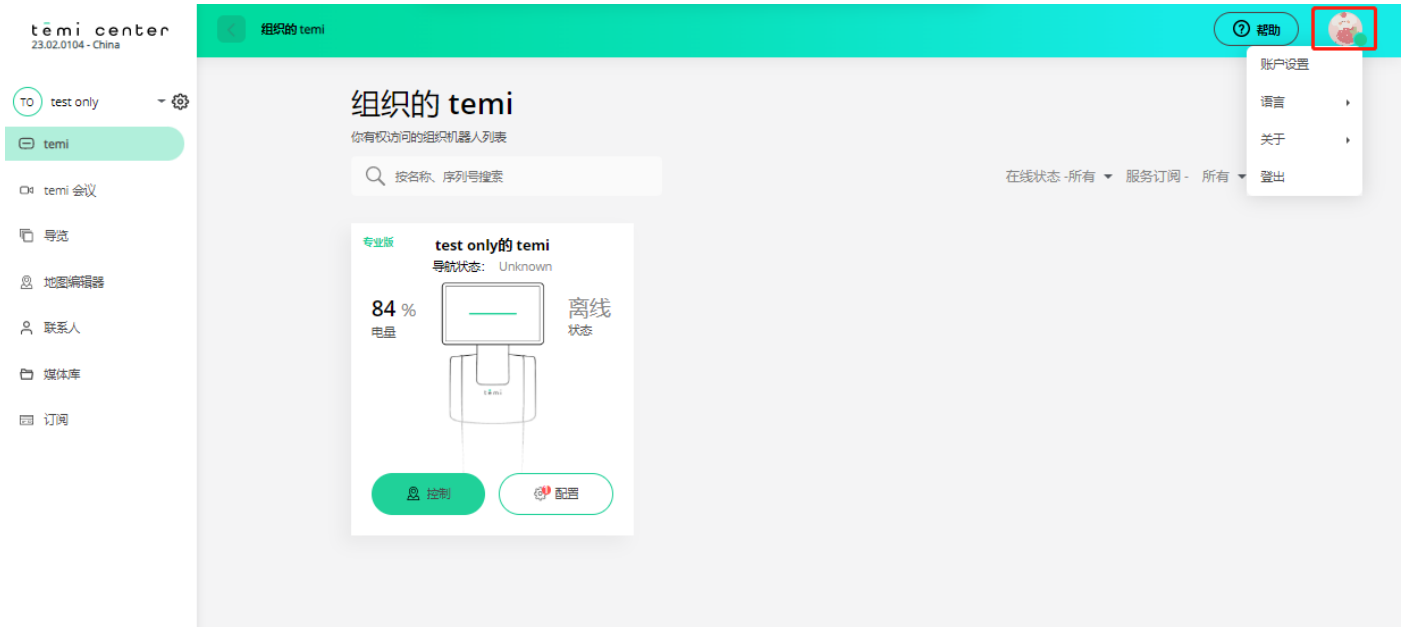 temi center
23.02.0104 - China
组织的 temi
帮助
账户设置
语言
关于
登出
TO test only
temi
temi 会议
导览
地图编辑器
联系人
媒体库
订阅
组织的 temi
你有权访问的组织机器人列表
按名称、序列号搜索
在线状态 -所有 服务订阅 - 所有
专业版
test only的 temi
导航状态： Unknown
84 %
电量
离线
状态
temi
控制
配置